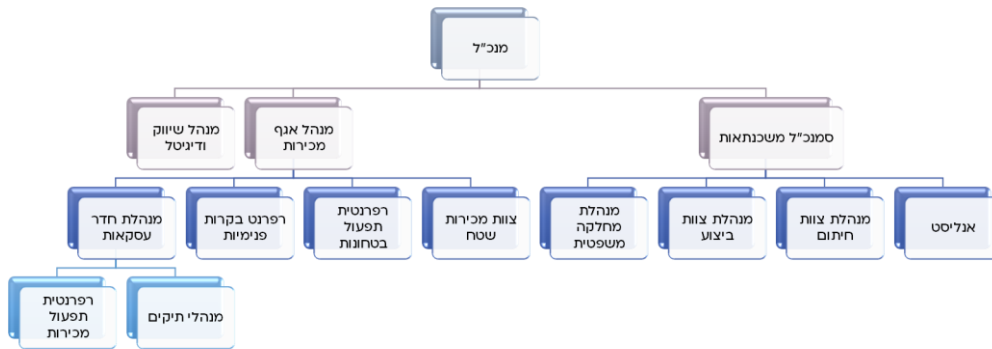 מנכ"ל
סמנכ"ל משכנתאות
מנהל אגף
מכירות
מנהל שיווק
ודיגיטל
אנליסט
מנהלת צוות
חיתום
מנהלת צוות
ביצוע
מנהלת
מחלקה
משפטית
צוות מכירות
שטח
רפרנטית
תפעול
בטחונות
רפרנט בקרות
פנימיות
מנהלת חדר
עסקאות
מנהלי תיקים
רפרנטית
תפעול
מכירות